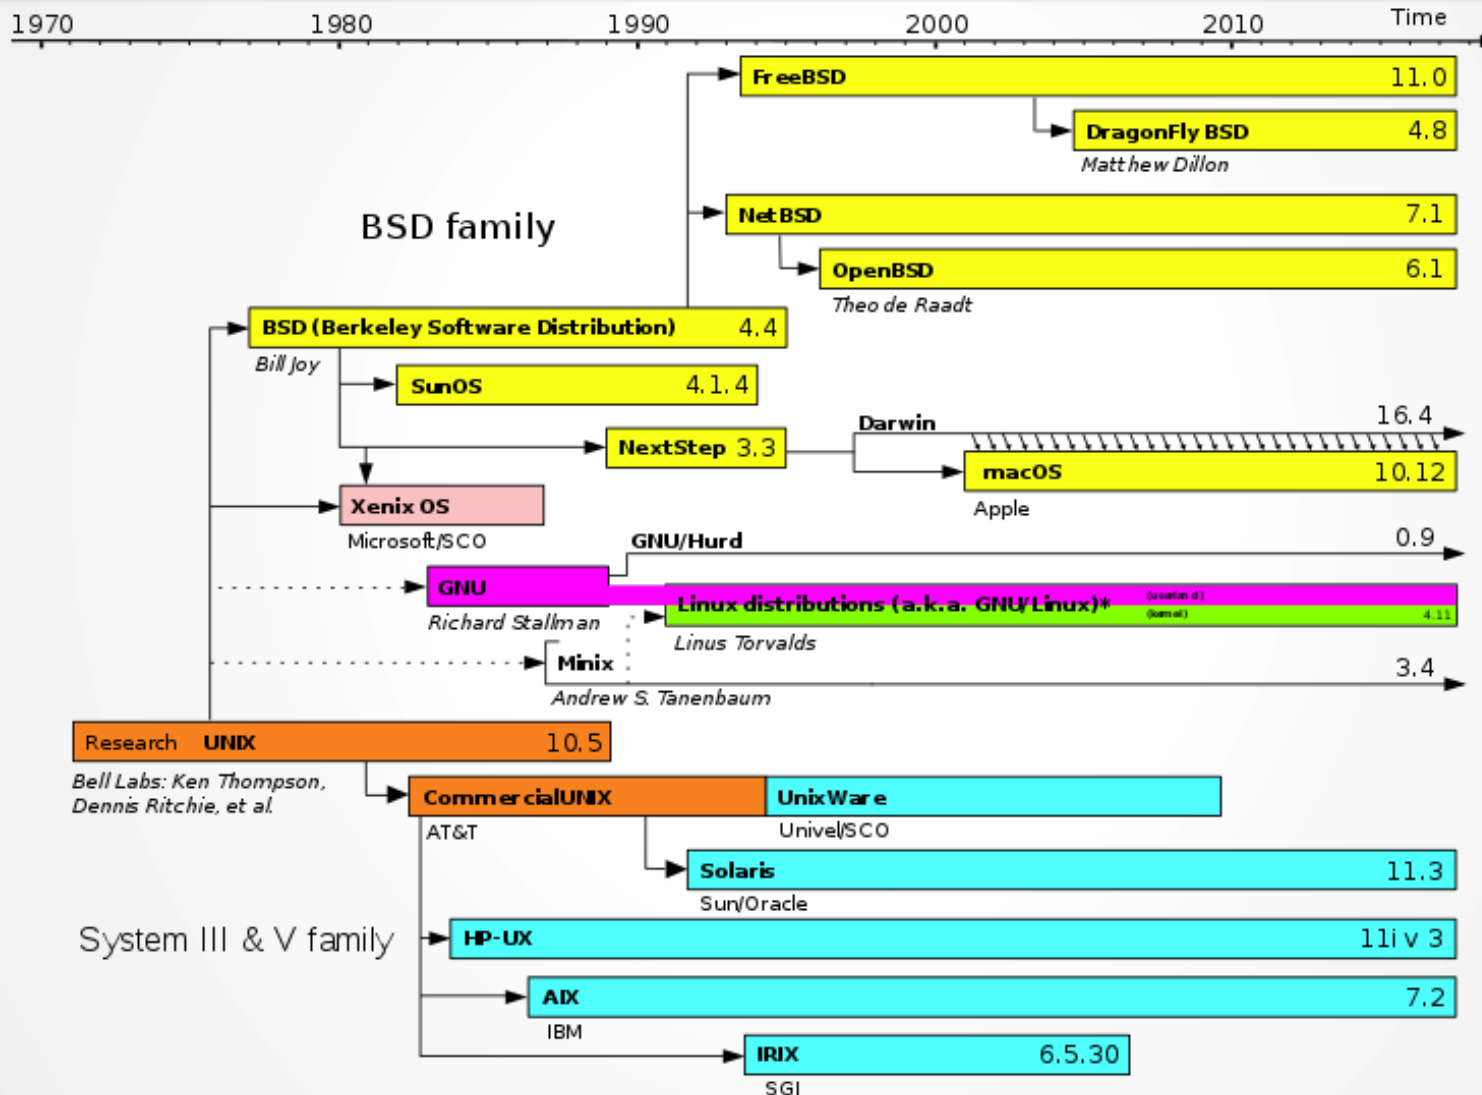 1970 1980 1990 2000 2010 Time
FreeBSD 11.0
DragonFly BSD 4.8
Matthew Dillon
NetBSD 7.1
BSD family
OpenBSD 6.1
Theo de Raadt
BSD (Berkeley Software Distribution) 4.4
Bill Joy
SunOS 4.1.4
Darwin 16.4
NextStep 3.3
macOS 10.12
Apple
Xenix OS
Microsoft/SCO
GNU/Hurd 0.9
GNU
Richard Stallman
Linux distributions (a.k.a. GNU/Linux)* (userland)
(kernel) 4.11
Linus Torvalds
Minix 3.4
Andrew S. Tanenbaum
Research UNIX 10.5
Bell Labs: Ken Thompson,
Dennis Ritchie, et al.
CommercialUNIX UnixWare
AT&T Univel/SCO
Solaris 11.3
Sun/Oracle
System III & V family
HP-UX 11i v 3
AIX 7.2
IBM
IRIX 6.5.30
SGI